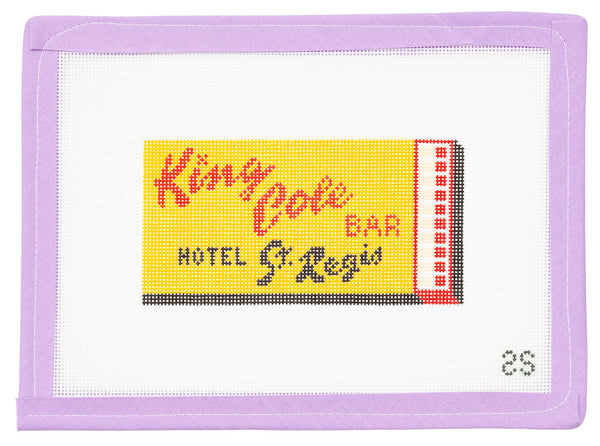 King
Cole
BAR
HOTEL St. Regis
2S